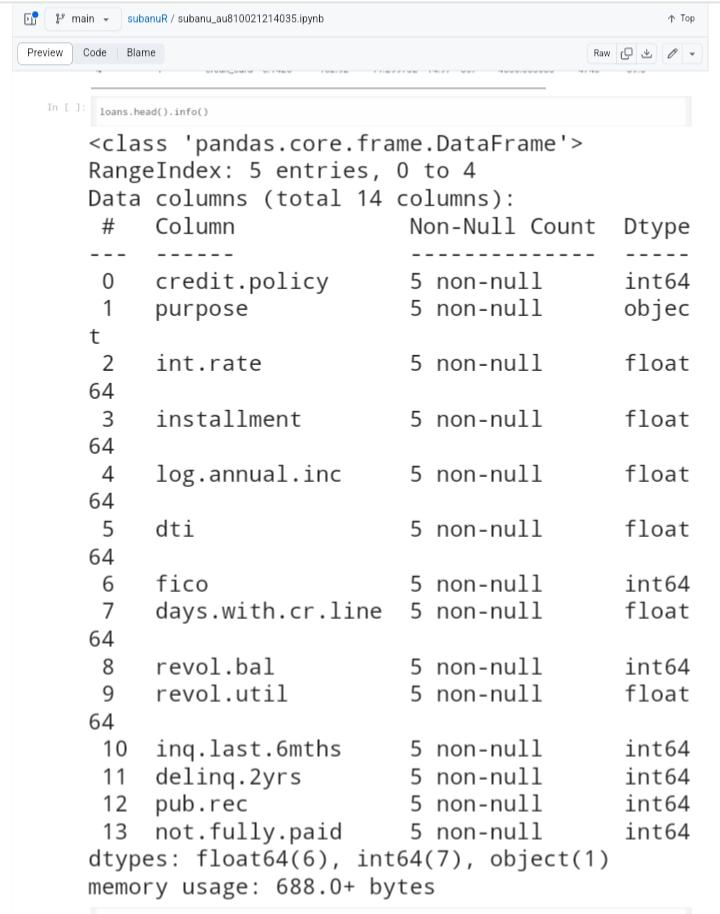 main
subanuR / subanu_au810021214035.ipynb
Top
Preview Code Blame
Raw
In [ ]: loans.head().info()
<class 'pandas.core.frame.DataFrame'>
RangeIndex: 5 entries, 0 to 4
Data columns (total 14 columns):
 #   Column             Non-Null Count  Dtype
---  ------             --------------  -----
 0   credit.policy      5 non-null      int64
 1   purpose            5 non-null      objec
t
 2   int.rate           5 non-null      float
64
 3   installment        5 non-null      float
64
 4   log.annual.inc     5 non-null      float
64
 5   dti                5 non-null      float
64
 6   fico               5 non-null      int64
 7   days.with.cr.line  5 non-null      float
64
 8   revol.bal          5 non-null      int64
 9   revol.util         5 non-null      float
64
 10  inq.last.6mths     5 non-null      int64
 11  delinq.2yrs        5 non-null      int64
 12  pub.rec            5 non-null      int64
 13  not.fully.paid     5 non-null      int64
dtypes: float64(6), int64(7), object(1)
memory usage: 688.0+ bytes